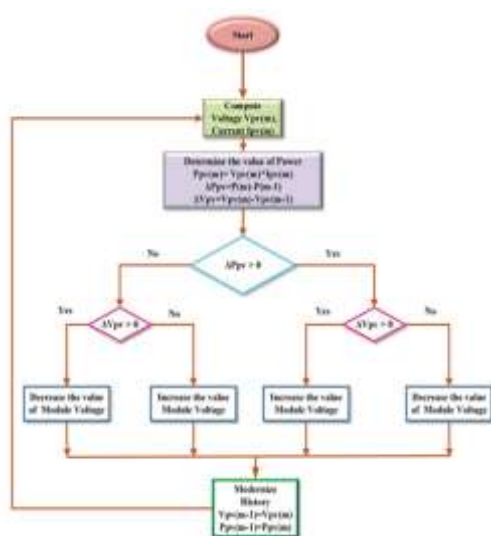 Start
Compute
Voltage Vpv(m),
Current Ipv(m)
Determine the value of Power
Ppv(m)= Vpv(m)*Ipv(m)
ΔPpv=P(m)-P(m-1)
ΔVpv=Vpv(m)-Vpv(m-1)
No
ΔPpv > 0
Yes
Yes
ΔVpv > 0
No
No
ΔVpv > 0
Yes
Decrease the value
of Module Voltage
Increase the value
Module Voltage
Increase the value
Module Voltage
Decrease the value
of Module Voltage
Modernize
History
Vpv(m-1)=Vpv(m)
Ppv(m-1)=Ppv(m)